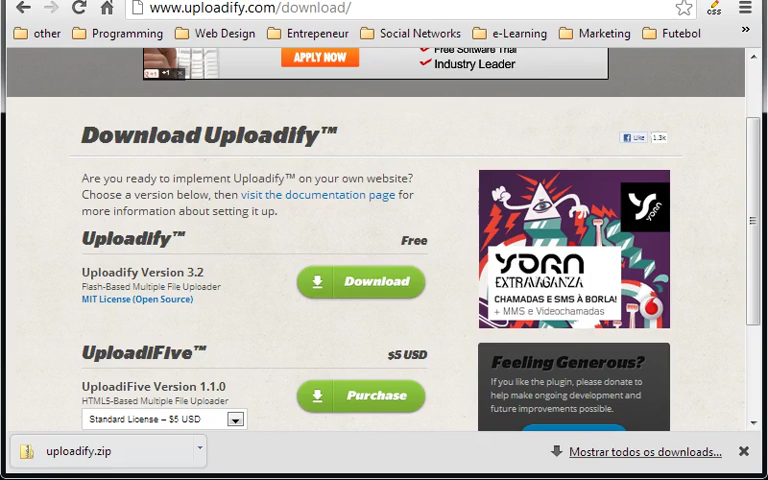 www.uploadify.com/download/
css
other
Programming
Web Design
Entrepeneur
Social Networks
e-Learning
Marketing
Futebol
»
+1
APPLY NOW
Free Software Trial
Industry Leader
Download Uploadify™
Like
1.3k
Are you ready to implement Uploadify™ on your own website?
Choose a version below, then visit the documentation page for
more information about setting it up.
Uploadify™
Free
Uploadify Version 3.2
Flash-Based Multiple File Uploader
MIT License (Open Source)
Download
UploadiFive™
$5 USD
UploadiFive Version 1.1.0
HTML5-Based Multiple File Uploader
Standard License – $5 USD
Purchase
yorn
YORN
EXTRAVAGANZA
CHAMADAS E SMS À BORLA!
+ MMS e Videochamadas
Feeling Generous?
If you like the plugin, please donate to
help make ongoing development and
future improvements possible.
uploadify.zip
Mostrar todos os downloads...